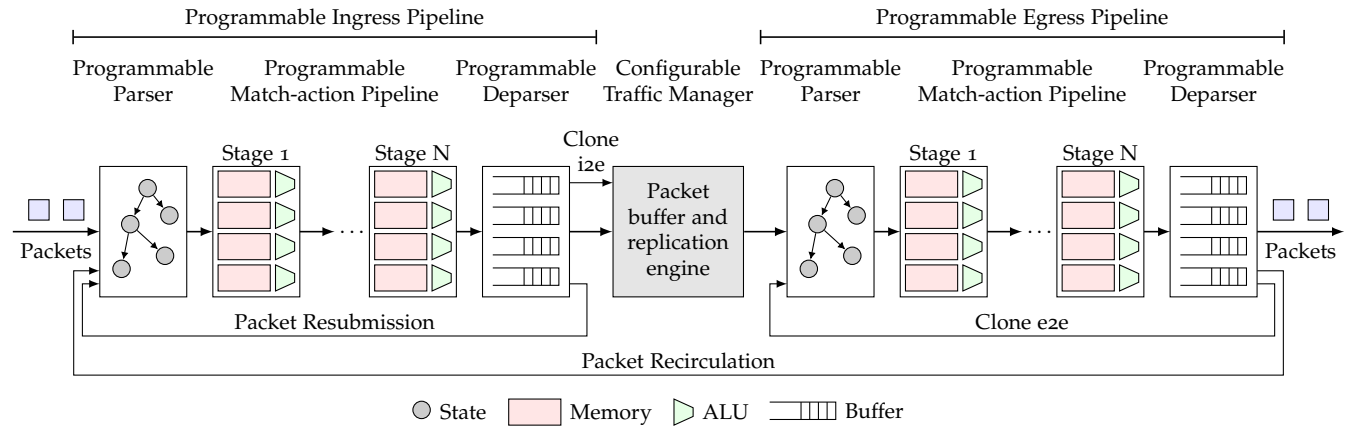 Programmable Ingress Pipeline
Programmable Egress Pipeline
Programmable
Parser
Programmable
Match-action Pipeline
Programmable
Deparser
Configurable
Traffic Manager
Programmable
Parser
Programmable
Match-action Pipeline
Programmable
Deparser
Packets
Stage 1
Stage N
...
Clone
i2e
Packet
buffer and
replication
engine
Stage 1
Stage N
...
Packets
Packet Resubmission
Clone e2e
Packet Recirculation
State
Memory
ALU
Buffer